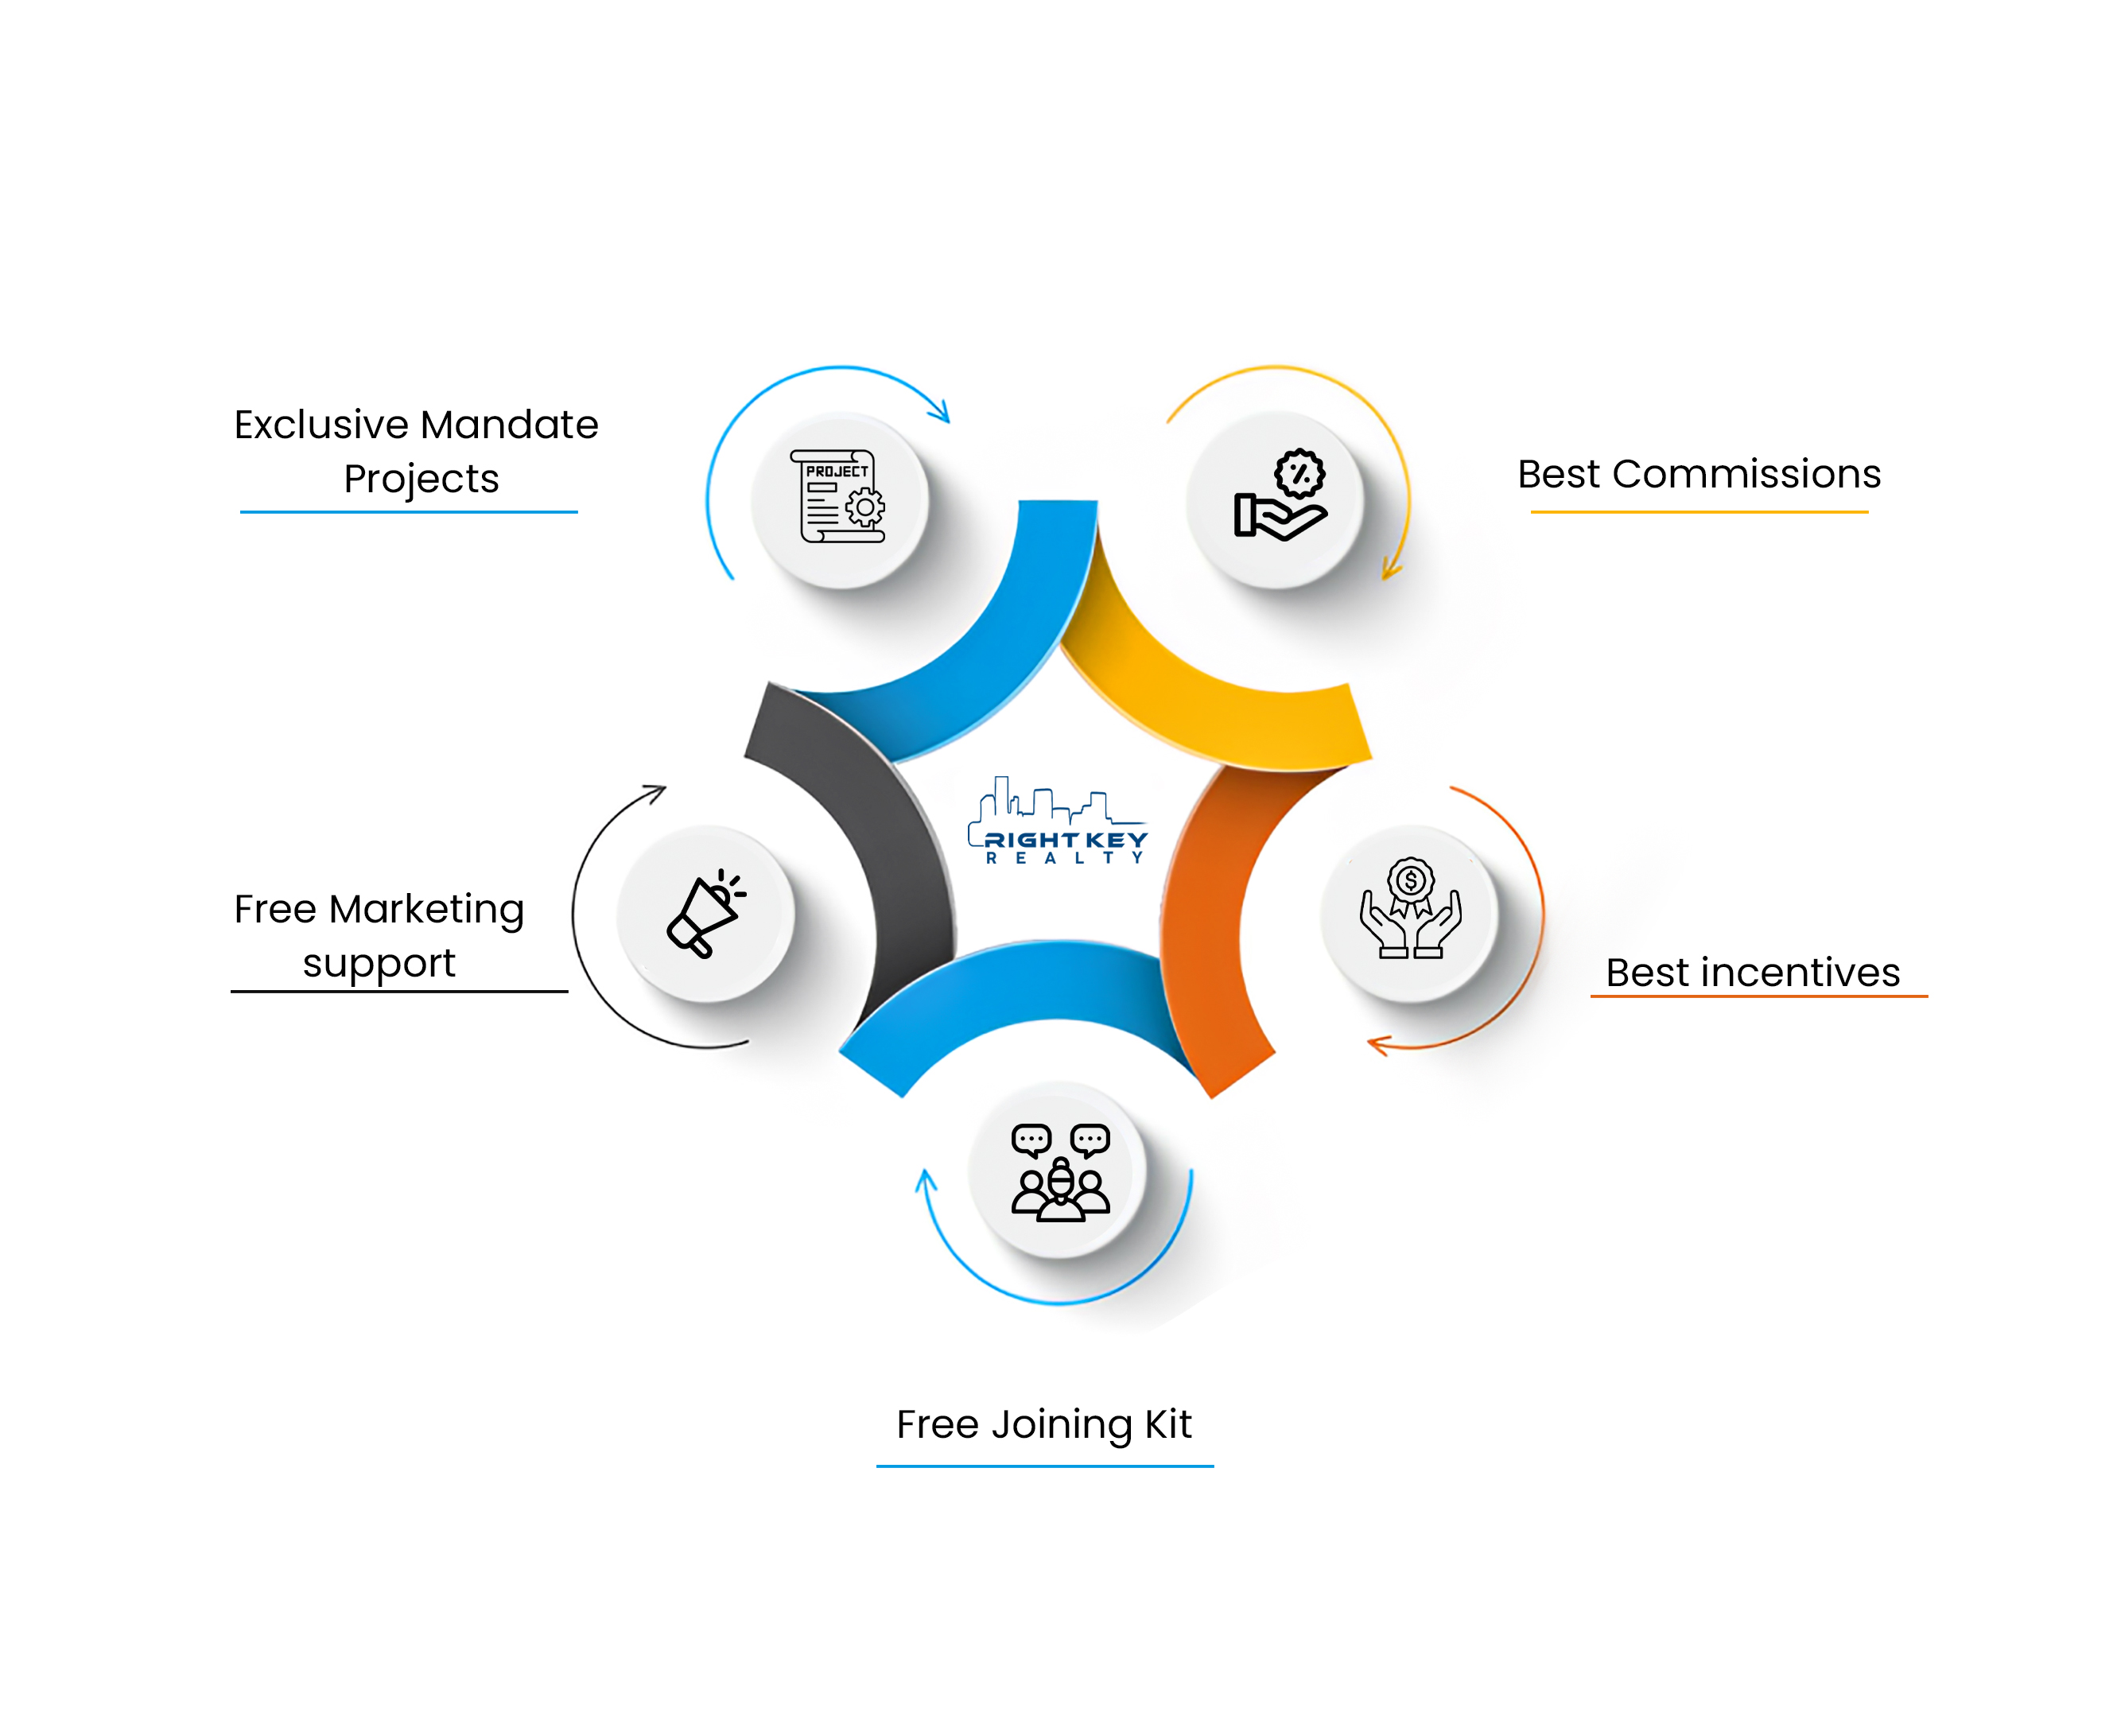 Exclusive Mandate
Projects
PROJECT
Best Commissions
RIGHT KEY
REALTY
Free Marketing
support
Best incentives
Free Joining Kit